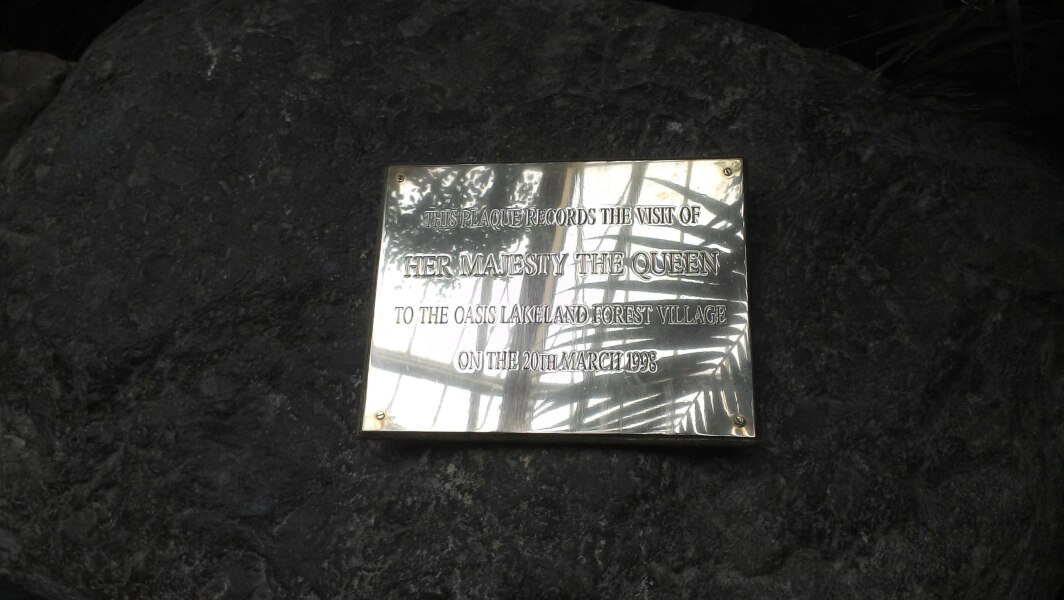 THIS PLAQUE RECORDS THE VISIT OF
HER MAJESTY THE QUEEN
TO THE OASIS LAKELAND FOREST VILLAGE
ON THE 20TH MARCH 1998